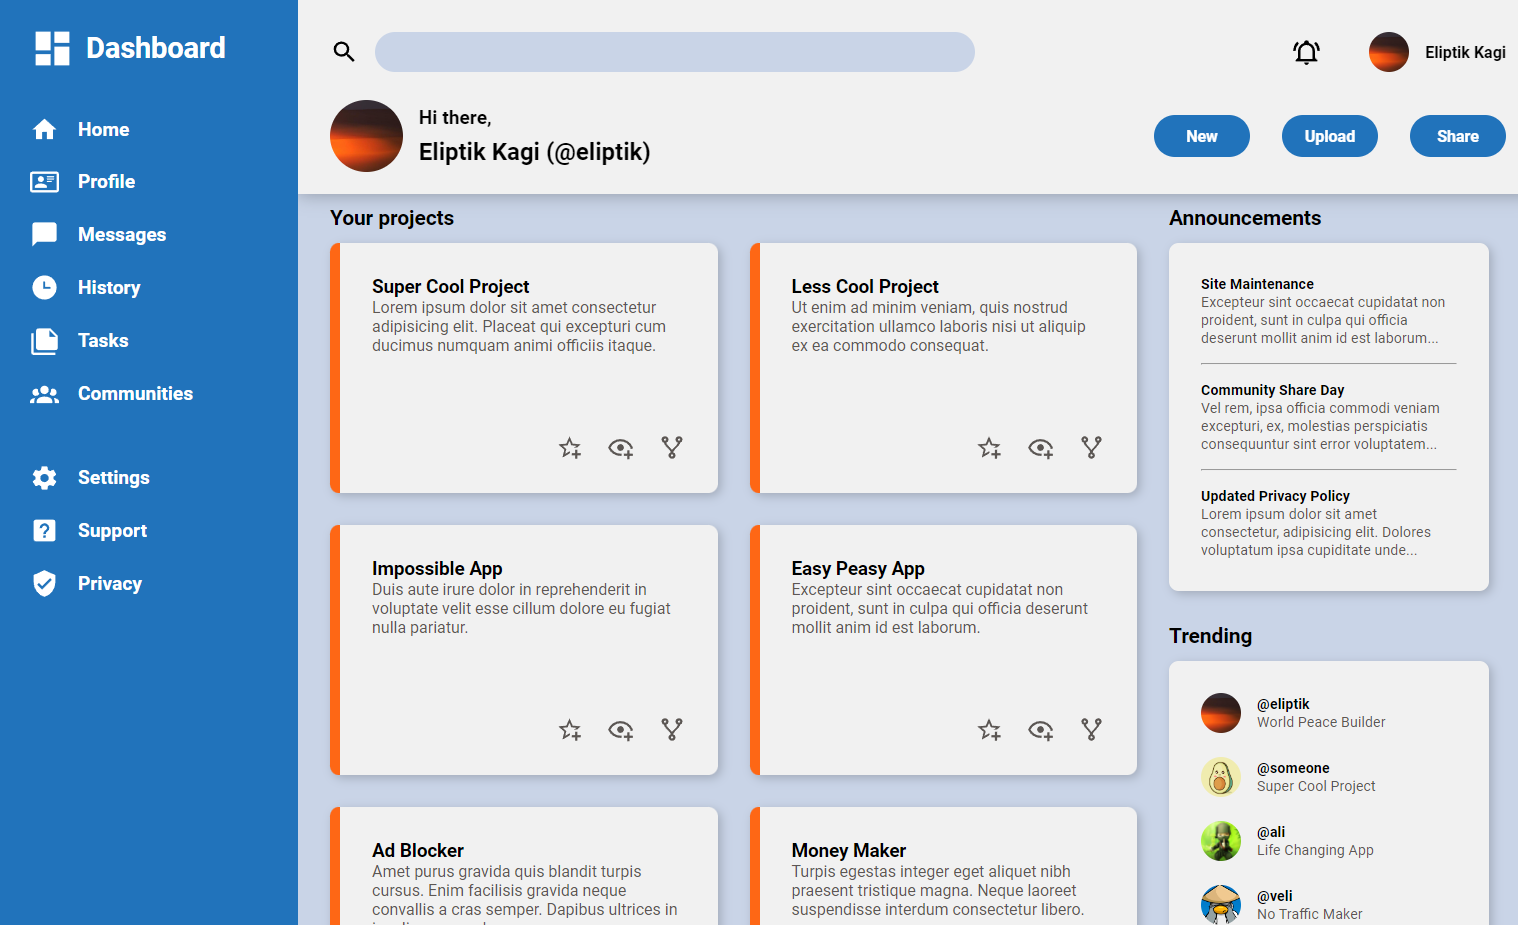 Dashboard
Home
Profile
Messages
History
Tasks
Communities
Settings
Support
Privacy
Eliptik Kagi
Hi there,
Eliptik Kagi (@eliptik)
New
Upload
Share
Your projects
Super Cool Project
Lorem ipsum dolor sit amet consectetur
adipisicing elit. Placeat qui excepturi cum
ducimus numquam animi officiis itaque.
Less Cool Project
Ut enim ad minim veniam, quis nostrud
exercitation ullamco laboris nisi ut aliquip
ex ea commodo consequat.
Impossible App
Duis aute irure dolor in reprehenderit in
voluptate velit esse cillum dolore eu fugiat
nulla pariatur.
Easy Peasy App
Excepteur sint occaecat cupidatat non
proident, sunt in culpa qui officia deserunt
mollit anim id est laborum.
Ad Blocker
Amet purus gravida quis blandit turpis
cursus. Enim facilisis gravida neque
convallis a cras semper. Dapibus ultrices in
Money Maker
Turpis egestas integer eget aliquet nibh
praesent tristique magna. Neque laoreet
suspendisse interdum consectetur libero.
Announcements
Site Maintenance
Excepteur sint occaecat cupidatat non
proident, sunt in culpa qui officia
deserunt mollit anim id est laborum...
Community Share Day
Vel rem, ipsa officia commodi veniam
excepturi, ex, molestias perspiciatis
consequuntur sint error voluptatem...
Updated Privacy Policy
Lorem ipsum dolor sit amet
consectetur, adipisicing elit. Dolores
voluptatum ipsa cupiditate unde...
Trending
@eliptik
World Peace Builder
@someone
Super Cool Project
@ali
Life Changing App
@veli
No Traffic Maker